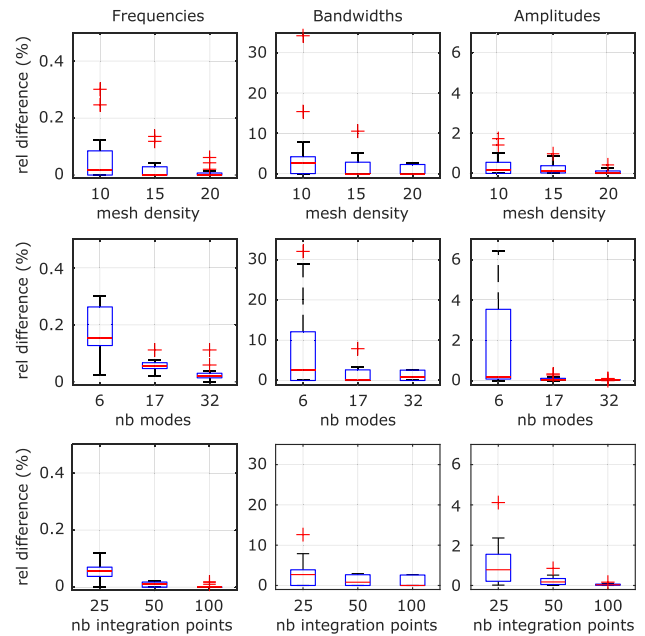 Frequencies Bandwidths Amplitudes
rel difference (%)
0.4
0.2
0
10 15 20
mesh density
30
20
10
0
10 15 20
mesh density
6
4
2
0
10 15 20
mesh density
rel difference (%)
0.4
0.2
0
6 17 32
nb modes
30
20
10
0
6 17 32
nb modes
6
4
2
0
6 17 32
nb modes
rel difference (%)
0.4
0.2
0
25 50 100
nb integration points
30
20
10
0
25 50 100
nb integration points
6
4
2
0
25 50 100
nb integration points